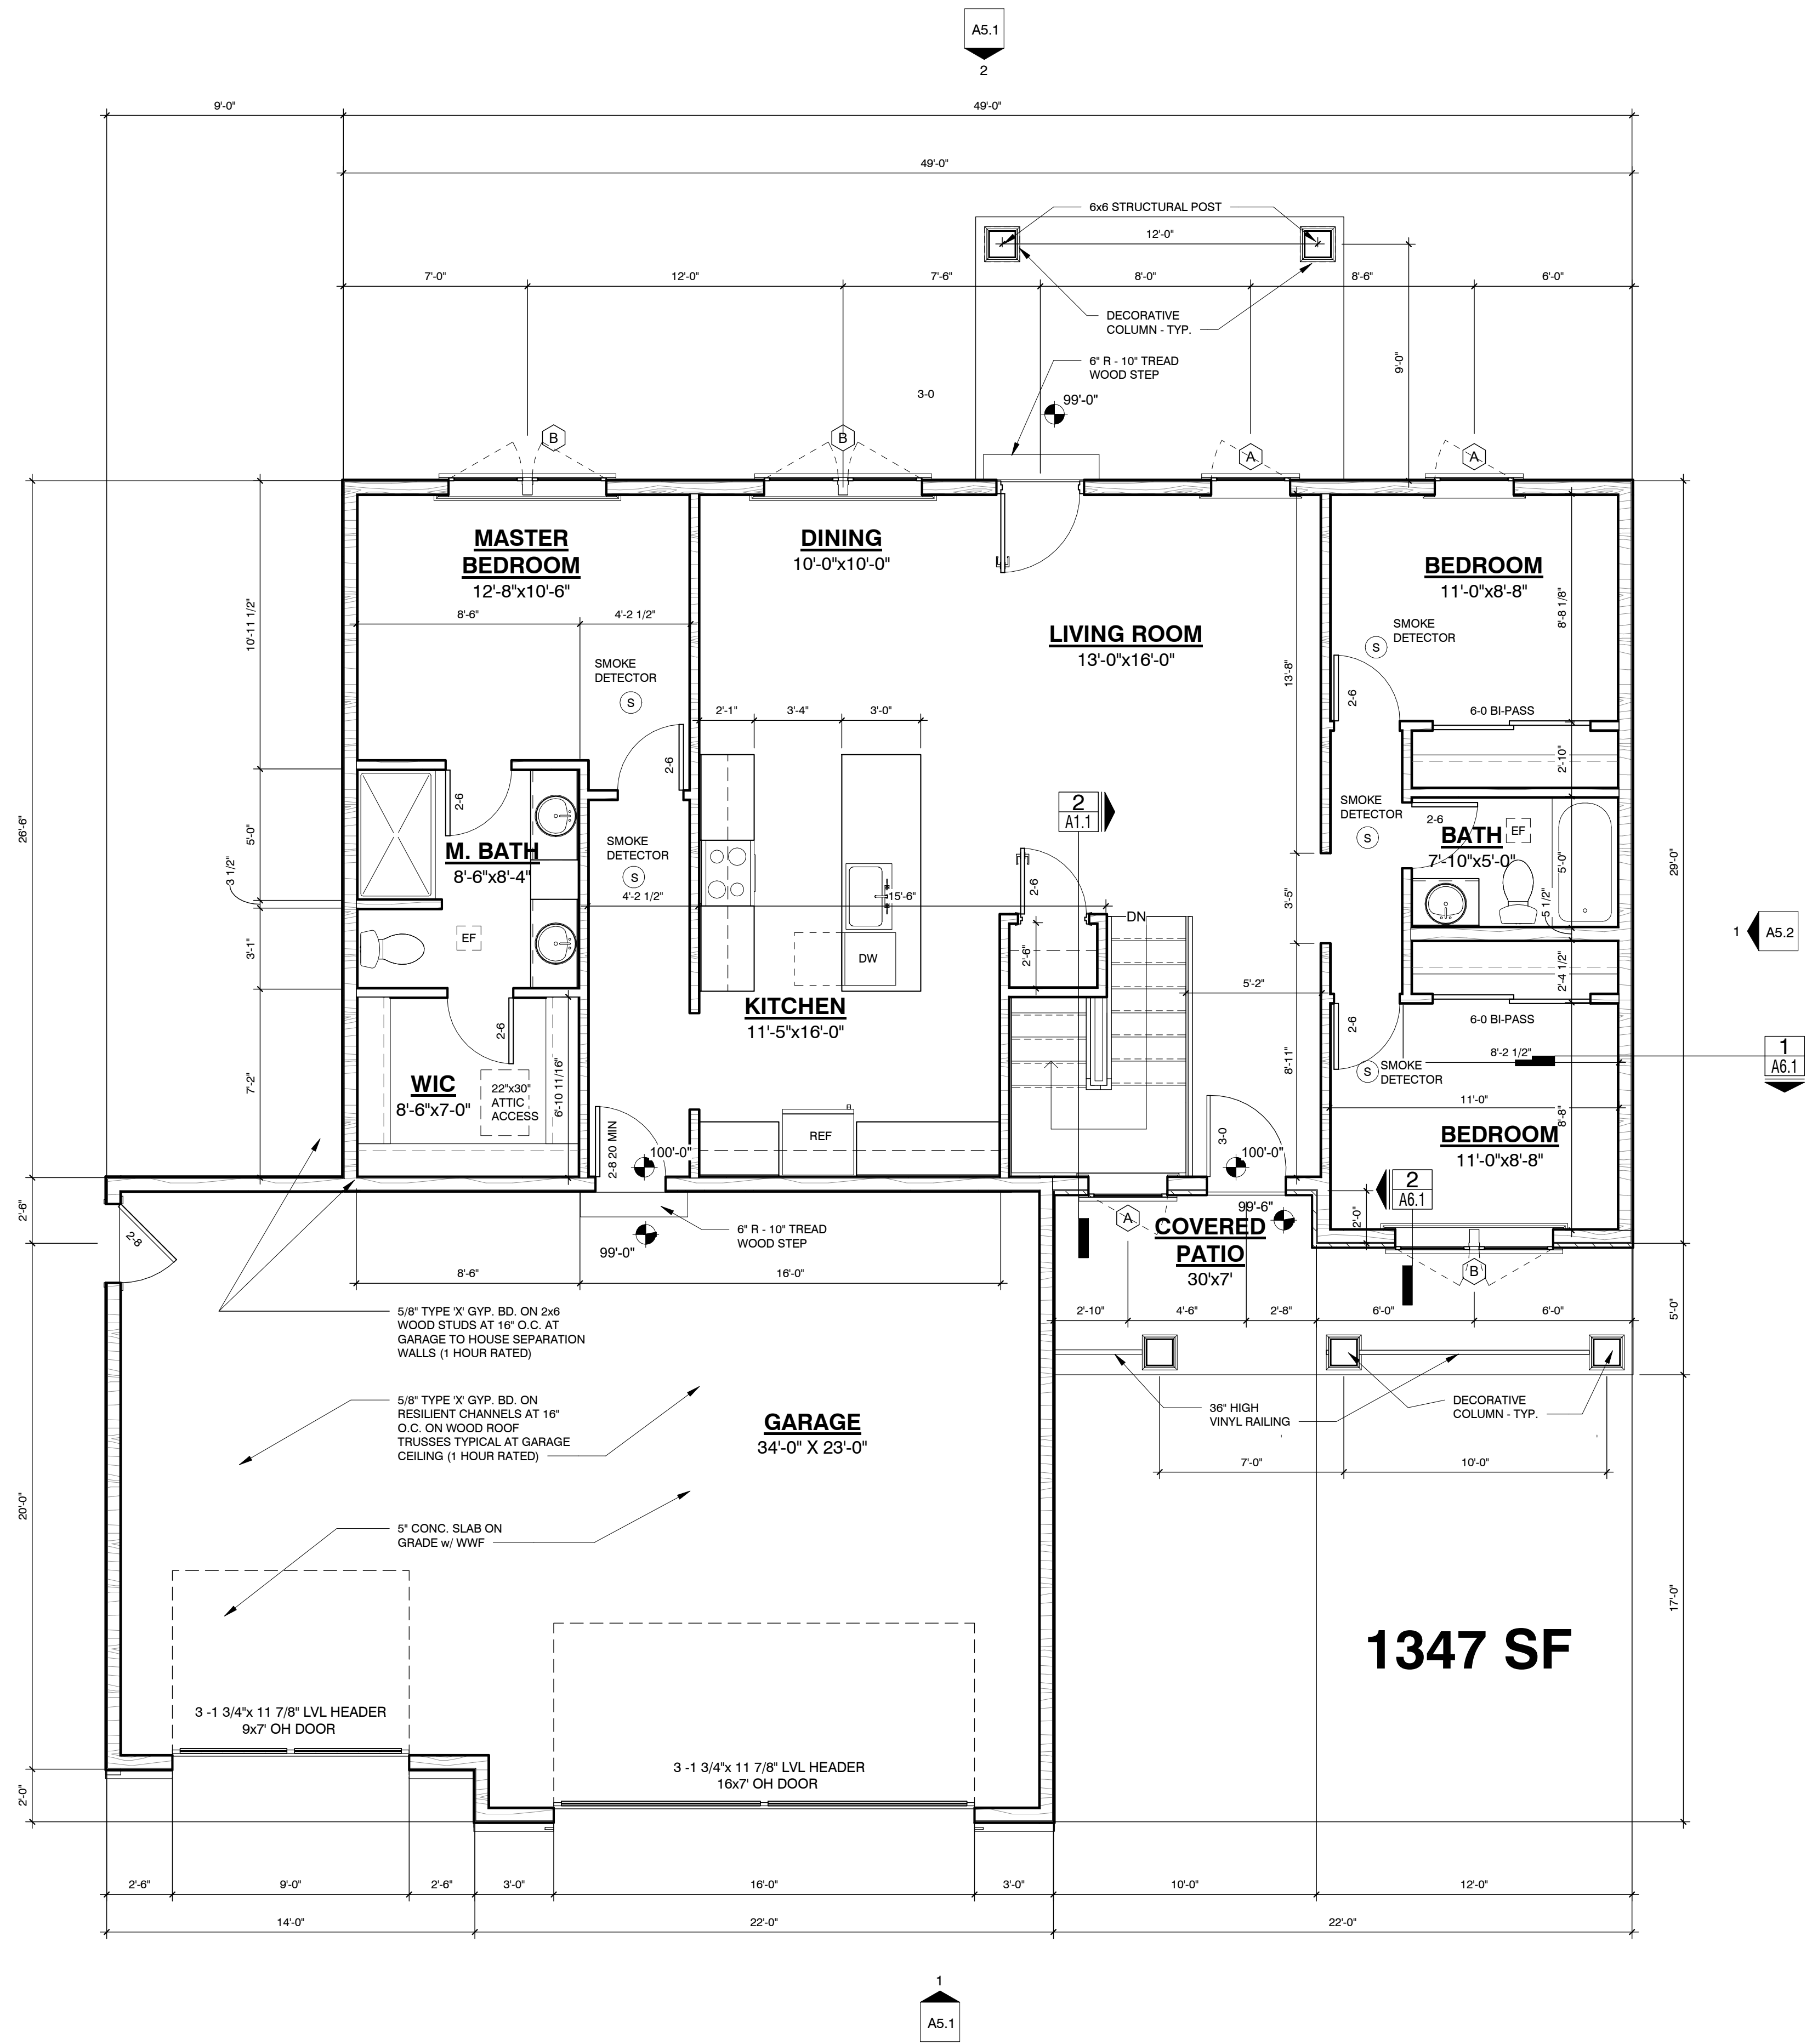 A5.1
2
9'-0"
49'-0"
49'-0"
6x6 STRUCTURAL POST
12'-0"
7'-0"
12'-0"
7'-6"
8'-0"
8'-6"
6'-0"
DECORATIVE
COLUMN - TYP.
6" R - 10" TREAD
WOOD STEP
9'-0"
3-0
99'-0"
B
B
A
A
MASTER
BEDROOM
12'-8"x10'-6"
DINING
10'-0"x10'-0"
BEDROOM
11'-0"x8'-8"
LIVING ROOM
13'-0"x16'-0"
10'-11 1/2"
8'-6"
4'-2 1/2"
8'-8 1/8"
SMOKE
DETECTOR
S
SMOKE
DETECTOR
S
13'-8"
2-6
6-0 BI-PASS
2'-1"
3'-4"
3'-0"
2-6
2'-10"
26'-6"
29'-0"
5'-0"
2-6
SMOKE
DETECTOR
S
2
A1.1
SMOKE
DETECTOR
S
2-6
BATH
EF
7'-10"x5'-0"
5'-0"
M. BATH
8'-6"x8'-4"
3 1/2"
4'-2 1/2"
15'-6"
2-6
DN
3'-5"
5 1/2"
1
A5.2
3'-1"
EF
DW
2'-6"
2'-4 1/2"
5'-2"
KITCHEN
11'-5"x16'-0"
6-0 BI-PASS
2-6
2-6
8'-2 1/2"
1
A6.1
WIC
8'-6"x7'-0"
22"x30"
ATTIC
ACCESS
6'-10 11/16"
7'-2"
S
SMOKE
DETECTOR
8'-11"
11'-0"
8'-8"
BEDROOM
11'-0"x8'-8"
REF
2-8 20 MIN
100'-0"
3-0
100'-0"
2
A6.1
2'-6"
2-8
99'-0"
6" R - 10" TREAD
WOOD STEP
A
99'-6"
COVERED
PATIO
30'x7'
2'-0"
B
8'-6"
16'-0"
2'-10"
4'-6"
2'-8"
6'-0"
6'-0"
5'-0"
5/8" TYPE 'X' GYP. BD. ON 2x6
WOOD STUDS AT 16" O.C. AT
GARAGE TO HOUSE SEPARATION
WALLS (1 HOUR RATED)
5/8" TYPE 'X' GYP. BD. ON
RESILIENT CHANNELS AT 16"
O.C. ON WOOD ROOF
TRUSSES TYPICAL AT GARAGE
CEILING (1 HOUR RATED)
GARAGE
34'-0" X 23'-0"
36" HIGH
VINYL RAILING
DECORATIVE
COLUMN - TYP.
7'-0"
10'-0"
20'-0"
5" CONC. SLAB ON
GRADE w/ WWF
17'-0"
1347 SF
3 -1 3/4"x 11 7/8" LVL HEADER
9x7' OH DOOR
3 -1 3/4"x 11 7/8" LVL HEADER
16x7' OH DOOR
2'-0"
2'-6"
9'-0"
2'-6"
3'-0"
16'-0"
3'-0"
10'-0"
12'-0"
14'-0"
22'-0"
22'-0"
1
A5.1